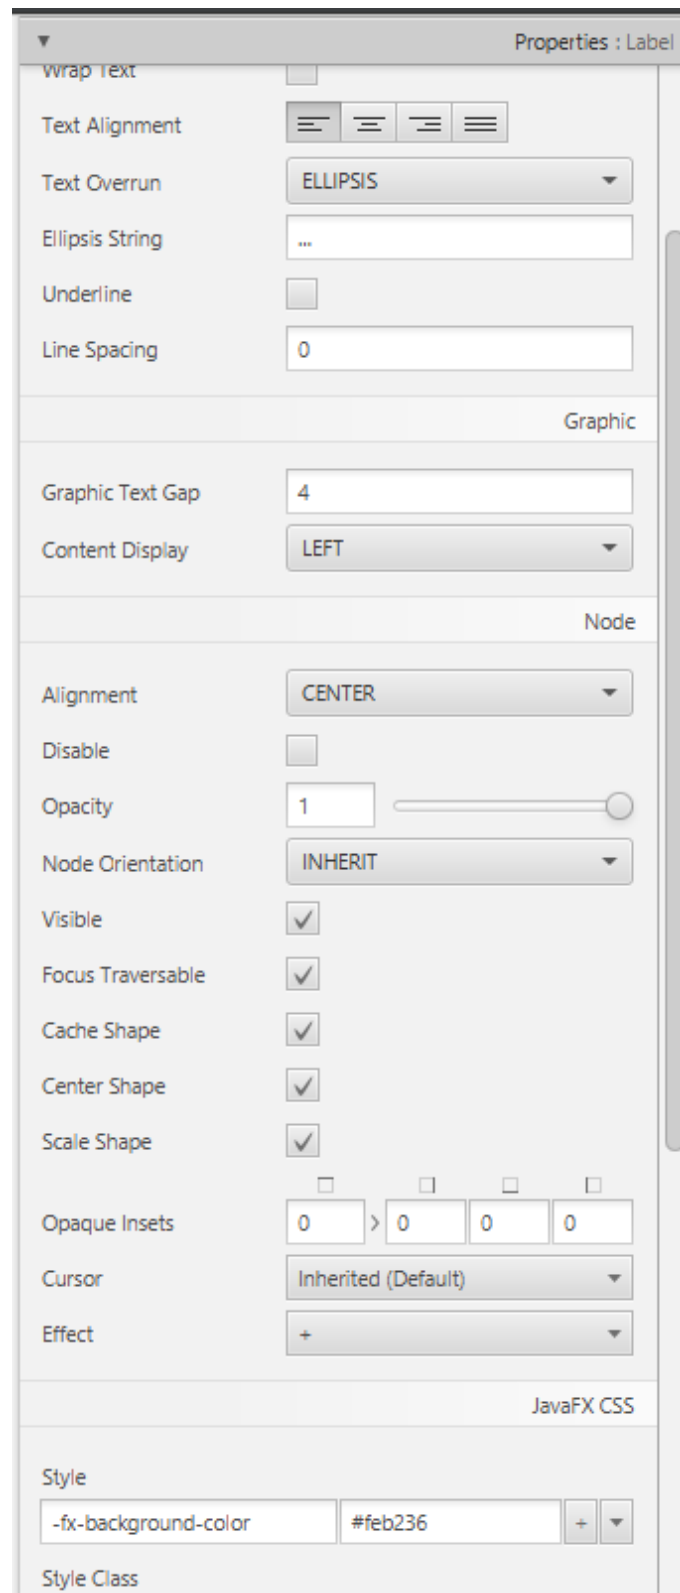 Properties : Label
Wrap Text
Text Alignment
Text Overrun ELLIPSIS
Ellipsis String ...
Underline
Line Spacing 0
Graphic
Graphic Text Gap 4
Content Display LEFT
Node
Alignment CENTER
Disable
Opacity 1
Node Orientation INHERIT
Visible
Focus Traversable
Cache Shape
Center Shape
Scale Shape
Opaque Insets 0 > 0 0 0
Cursor Inherited (Default)
Effect +
JavaFX CSS
Style
-fx-background-color #feb236 +
Style Class